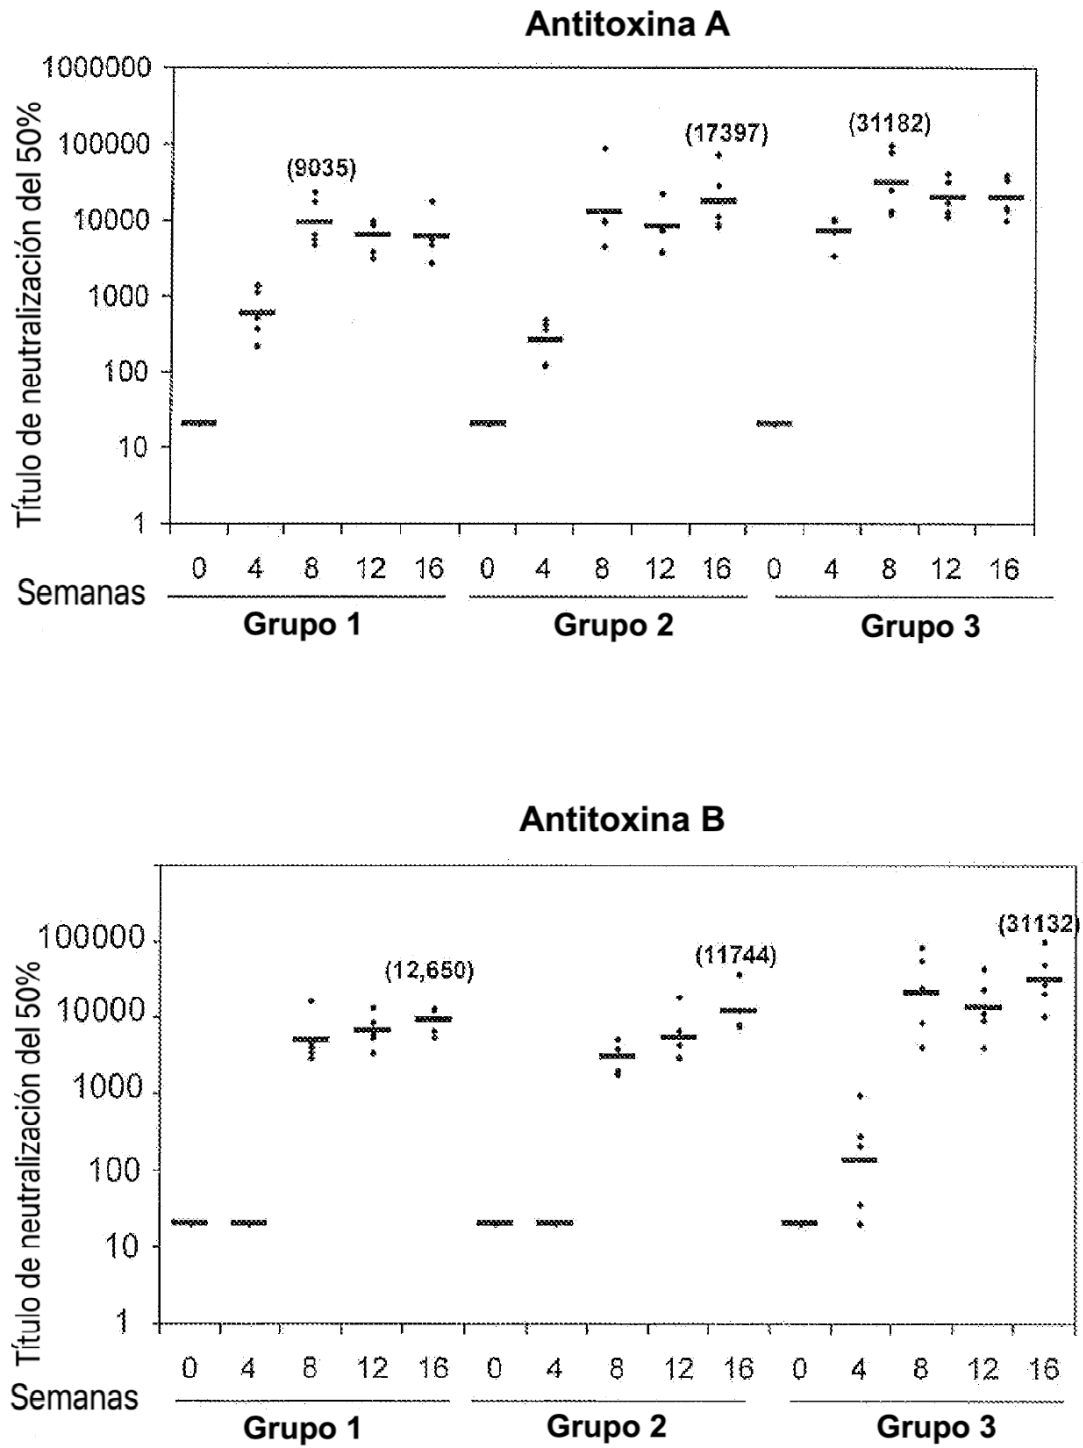 Antitoxina A
Título de neutralización del 50%
1000000
100000
10000
1000
100
10
1
(9035)
(17397)
(31182)
0 4 8 12 16 0 4 8 12 16 0 4 8 12 16
Semanas
Grupo 1 Grupo 2 Grupo 3
Antitoxina B
Título de neutralización del 50%
100000
10000
1000
100
10
1
(12,650)
(11744)
(31132)
0 4 8 12 16 0 4 8 12 16 0 4 8 12 16
Semanas
Grupo 1 Grupo 2 Grupo 3